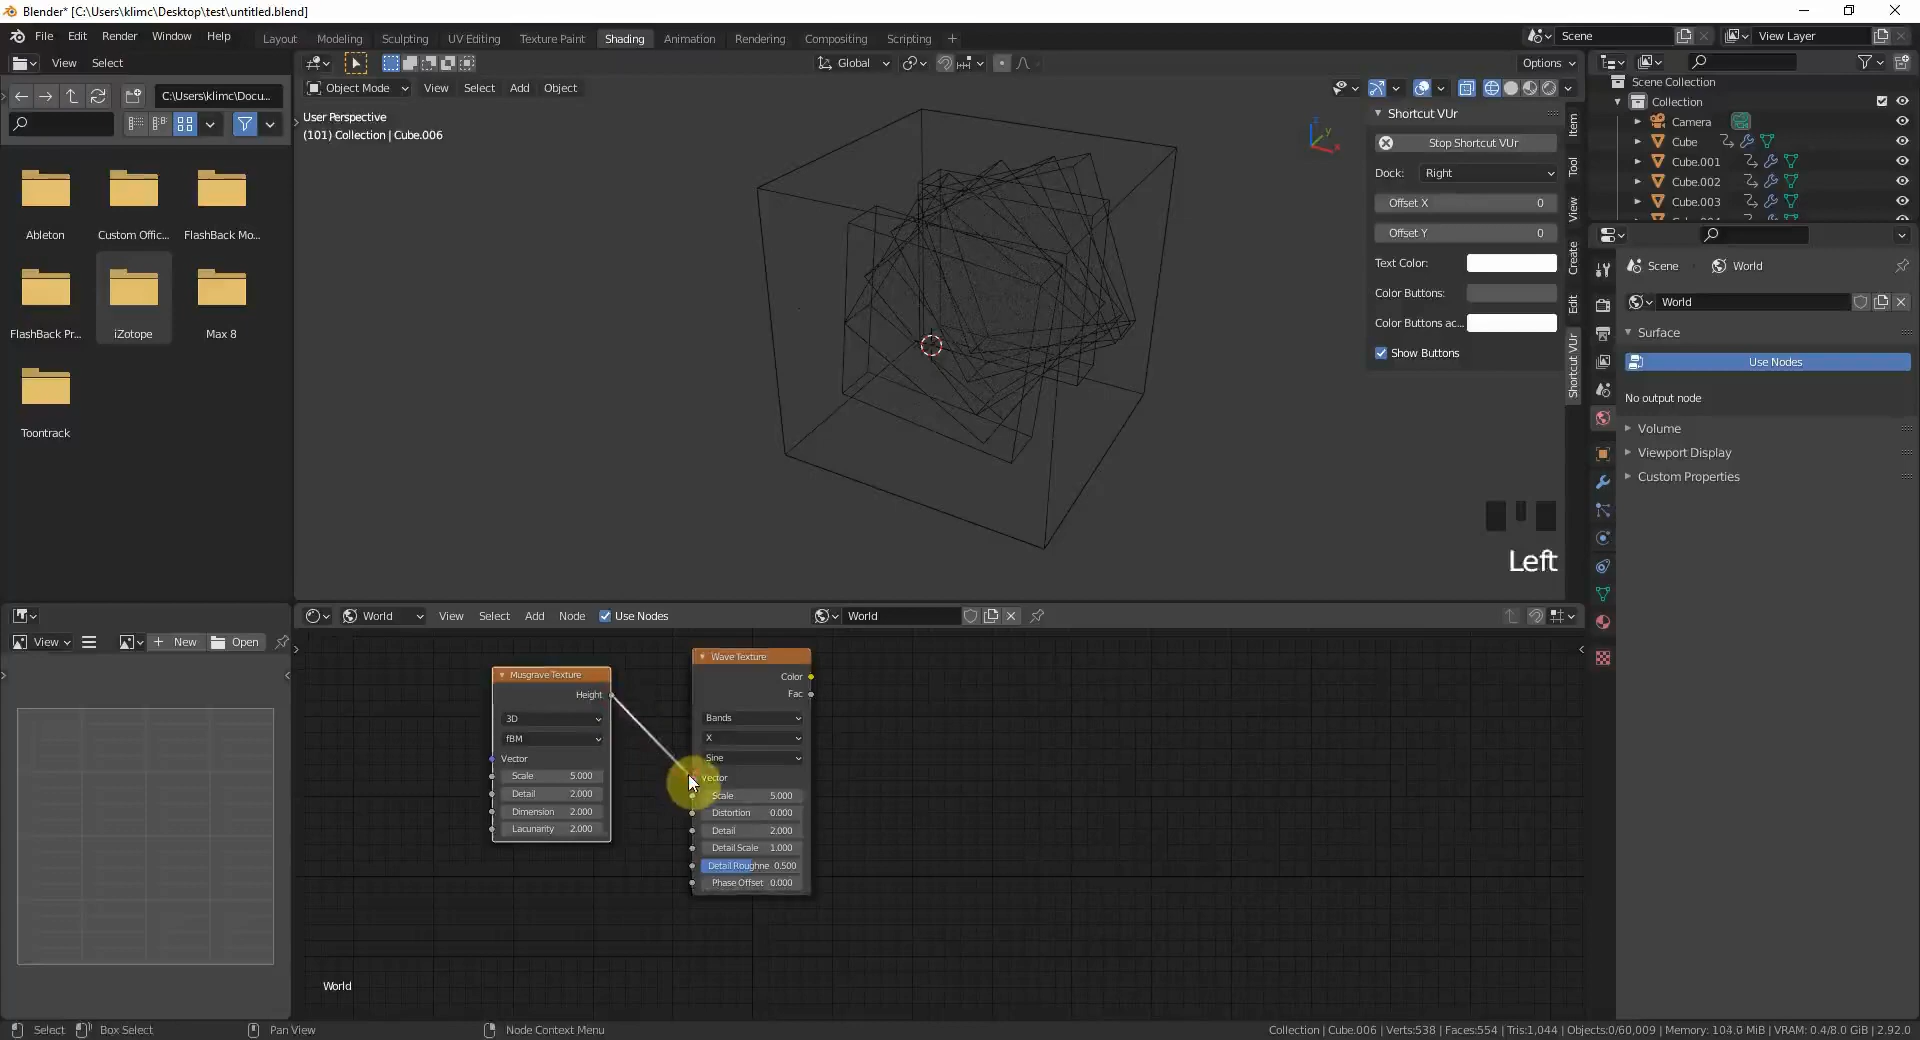 Blender* [C:\Users\klimc\Desktop\test\untitled.blend]
File Edit Render Window Help
Layout Modeling Sculpting UV Editing Texture Paint Shading Animation Rendering Compositing Scripting
Scene View Layer
View Select
Global
Options
C:\Users\klimc\Docu...
Object Mode View Select Add Object
User Perspective
(101) Collection | Cube.006
Ableton
Custom Offic...
FlashBack Mo...
FlashBack Pr...
iZotope
Max 8
Toontrack
Shortcut VUr
Stop Shortcut VUr
Dock: Right
Offset X 0
Offset Y 0
Text Color:
Color Buttons:
Color Buttons ac...
Show Buttons
Item
Tool
View
Create
Edit
Shortcut VUr
Left
Scene Collection
Collection
Camera
Cube
Cube.001
Cube.002
Cube.003
Scene World
World
Surface
Use Nodes
No output node
Volume
Viewport Display
Custom Properties
View New Open
World View Select Add Node Use Nodes World
Musgrave Texture
Height
3D
fBM
Vector
Scale 5.000
Detail 2.000
Dimension 2.000
Lacunarity 2.000
Wave Texture
Color
Fac
Bands
X
Sine
Vector
Scale 5.000
Distortion 0.000
Detail 2.000
Detail Scale 1.000
Detail Roughne 0.500
Phase Offset 0.000
World
Select Box Select Pan View Node Context Menu
Collection | Cube.006 | Verts:538 | Faces:554 | Tris:1,044 | Objects:0/60,009 | Memory: 104.0 MiB | VRAM: 0.4/8.0 GiB | 2.92.0